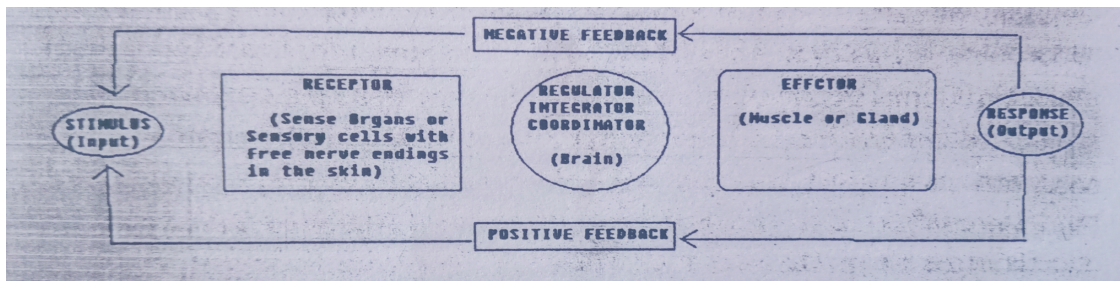 NEGATIVE FEEDBACK
STIMULUS
(Input)
RECEPTOR
(Sense Organs or
Sensory cells with
free nerve endings
in the skin)
REGULATOR
INTEGRATOR
COORDINATOR
(Brain)
EFFCTOR
(Muscle or Gland)
RESPONSE
(Output)
POSITIVE FEEDBACK